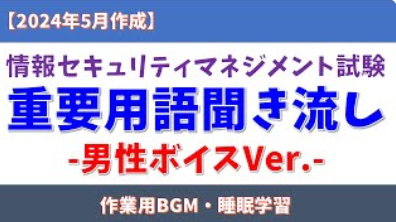 【2024年5月作成】
情報セキュリティマネジメント試験
重要用語聞き流し
-男性ボイスVer.-
作業用BGM・睡眠学習